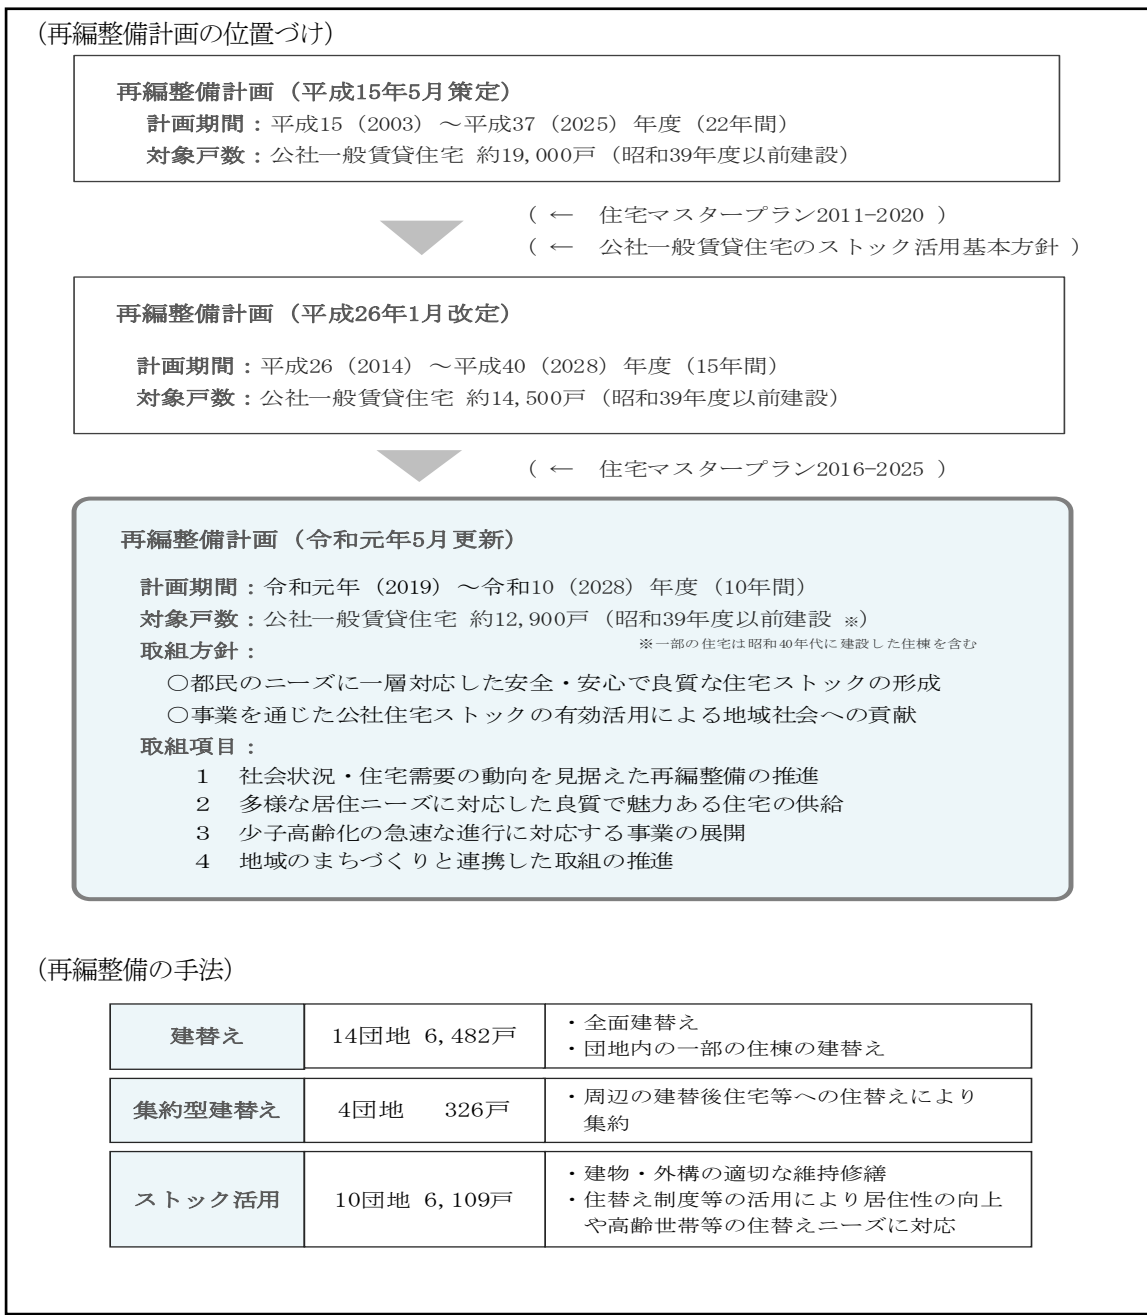 （再編整備計画の位置づけ）
再編整備計画（平成15年5月策定）
計画期間：平成15（2003）～平成37（2025）年度（22年間）
対象戸数：公社一般賃貸住宅 約19,000戸（昭和39年度以前建設）
（ ← 住宅マスタープラン2011-2020 ）
（ ← 公社一般賃貸住宅のストック活用基本方針 ）
再編整備計画（平成26年1月改定）
計画期間：平成26（2014）～平成40（2028）年度（15年間）
対象戸数：公社一般賃貸住宅 約14,500戸（昭和39年度以前建設）
（ ← 住宅マスタープラン2016-2025 ）
再編整備計画（令和元年5月更新）
計画期間：令和元年（2019）～令和10（2028）年度（10年間）
対象戸数：公社一般賃貸住宅 約12,900戸（昭和39年度以前建設 ※）
※一部の住宅は昭和40年代に建設した住棟を含む
取組方針：
○都民のニーズに一層対応した安全・安心で良質な住宅ストックの形成
○事業を通じた公社住宅ストックの有効活用による地域社会への貢献
取組項目：
１　社会状況・住宅需要の動向を見据えた再編整備の推進
２　多様な居住ニーズに対応した良質で魅力ある住宅の供給
３　少子高齢化の急速な進行に対応する事業の展開
４　地域のまちづくりと連携した取組の推進
（再編整備の手法）
建替え
14団地 6,482戸
・全面建替え
・団地内の一部の住棟の建替え
集約型建替え
4団地　326戸
・周辺の建替後住宅等への住替えにより
集約
ストック活用
10団地 6,109戸
・建物・外構の適切な維持修繕
・住替え制度等の活用により居住性の向上
や高齢世帯等の住替えニーズに対応